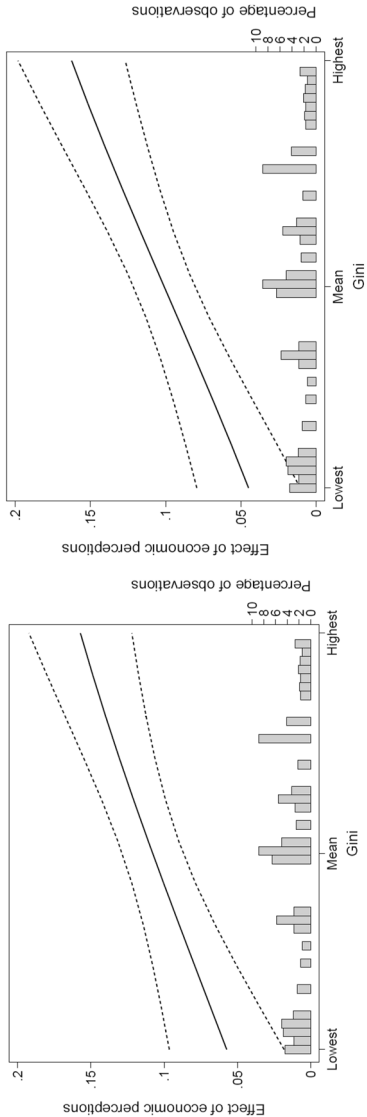 Effect of economic perceptions
.2
.15
.1
.05
0
Percentage of observations
10
8
6
4
2
0
Lowest
Mean
Highest
Gini
Effect of economic perceptions
.2
.15
.1
.05
0
Percentage of observations
10
8
6
4
2
0
Lowest
Mean
Highest
Gini